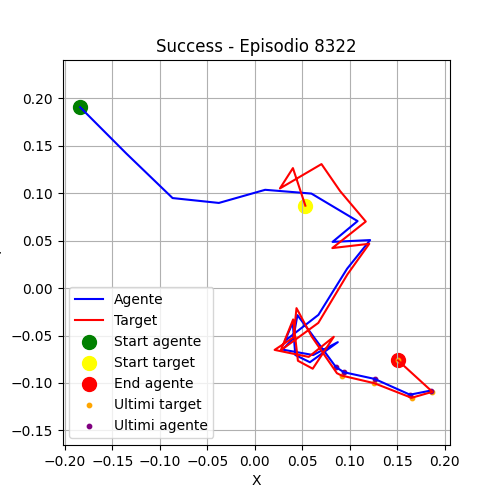 Success - Episodio 8322
0.20
0.15
0.10
0.05
0.00
−0.05
−0.10
−0.15
Agente
Target
Start agente
Start target
End agente
Ultimi target
Ultimi agente
−0.20 −0.15 −0.10 −0.05 0.00 0.05 0.10 0.15 0.20
X